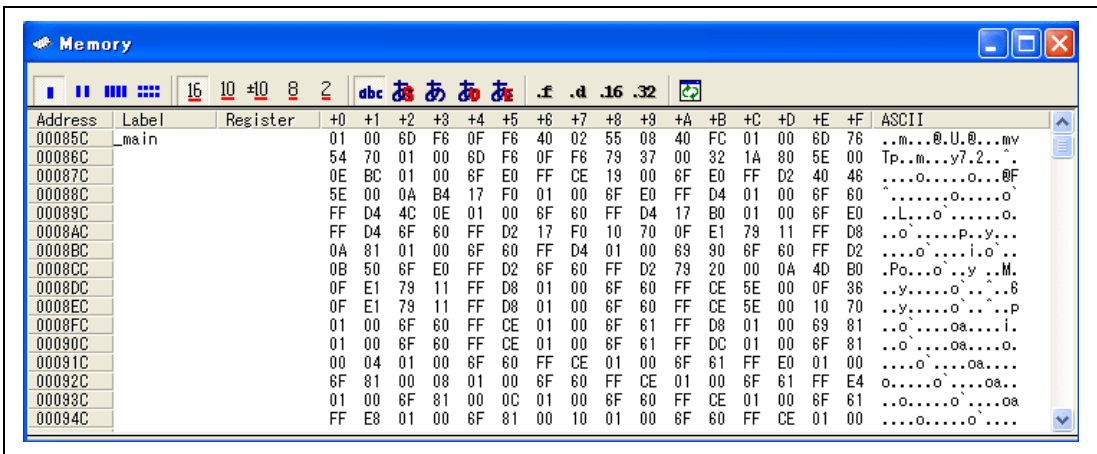 Memory
16 10 ±10 8 2 abc あS あ あD あE .f .d .16 .32
Address Label Register +0 +1 +2 +3 +4 +5 +6 +7 +8 +9 +A +B +C +D +E +F ASCII
00085C _main 01 00 6D F6 0F F6 40 02 55 08 40 FC 01 00 6D 76 ..m...@.U.@...mv
00086C 54 70 01 00 6D F6 0F F6 79 37 00 32 1A 80 5E 00 Tp..m...y7.2..^.
00087C 0E BC 01 00 6F E0 FF CE 19 00 6F E0 FF D2 40 46 ....o.....o...@F
00088C 5E 00 0A B4 17 F0 01 00 6F E0 FF D4 01 00 6F 60 ^.......o.....o`
00089C FF D4 4C 0E 01 00 6F 60 FF D4 17 B0 01 00 6F E0 ..L...o`......o.
0008AC FF D4 6F 60 FF D2 17 F0 10 70 0F E1 79 11 FF D8 ..o`.....p..y...
0008BC 0A 81 01 00 6F 60 FF D4 01 00 69 90 6F 60 FF D2 ....o`....i.o`..
0008CC 0B 50 6F E0 FF D2 6F 60 FF D2 79 20 00 0A 4D B0 .Po...o`..y ..M.
0008DC 0F E1 79 11 FF D8 01 00 6F 60 FF CE 5E 00 0F 36 ..y.....o`..^..6
0008EC 0F E1 79 11 FF D8 01 00 6F 60 FF CE 5E 00 10 70 ..y.....o`..^..p
0008FC 01 00 6F 60 FF CE 01 00 6F 61 FF D8 01 00 69 81 ..o`....oa....i.
00090C 01 00 6F 60 FF CE 01 00 6F 61 FF DC 01 00 6F 81 ..o`....oa....o.
00091C 00 04 01 00 6F 60 FF CE 01 00 6F 61 FF E0 01 00 ....o`....oa....
00092C 6F 81 00 08 01 00 6F 60 FF CE 01 00 6F 61 FF E4 o.....o`....oa..
00093C 01 00 6F 81 00 0C 01 00 6F 60 FF CE 01 00 6F 61 ..o.....o`....oa
00094C FF E8 01 00 6F 81 00 10 01 00 6F 60 FF CE 01 00 ....o.....o`....